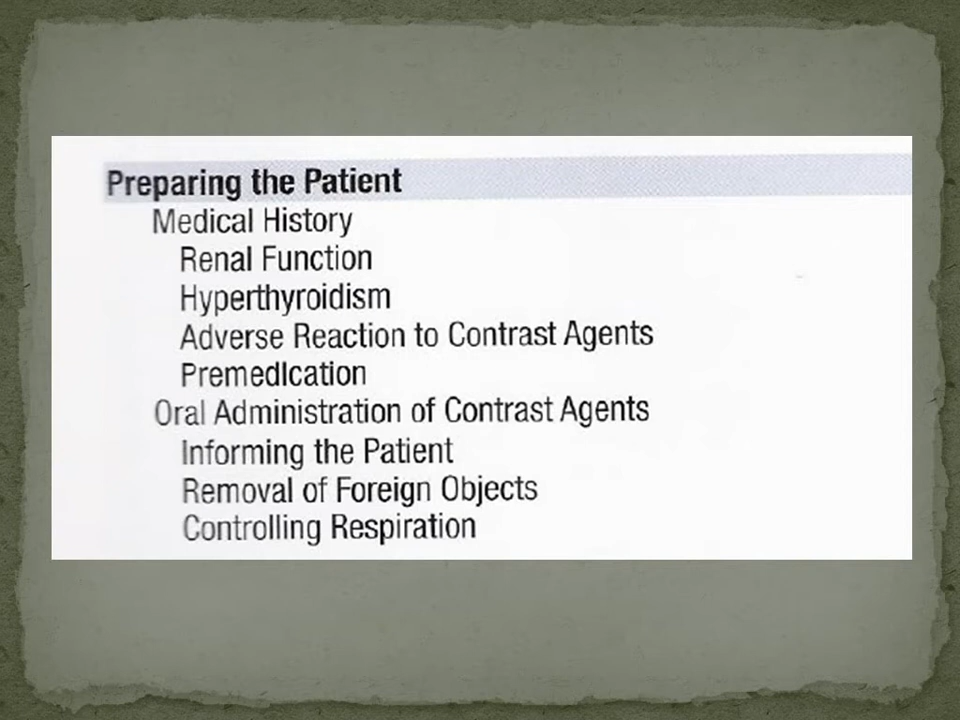 Preparing the Patient
Medical History
Renal Function
Hyperthyroidism
Adverse Reaction to Contrast Agents
Premedlcation
Oral Administration of Contrast Agents
Informing the Patient
Removal of Foreign Objects
Controlling Respiration